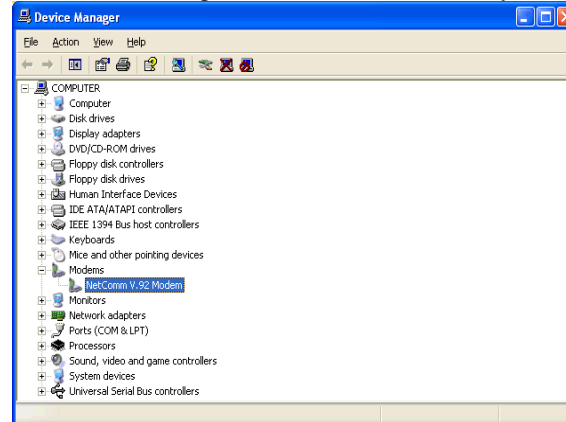 Device Manager
File Action View Help
COMPUTER
Computer
Disk drives
Display adapters
DVD/CD-ROM drives
Floppy disk controllers
Floppy disk drives
Human Interface Devices
IDE ATA/ATAPI controllers
IEEE 1394 Bus host controllers
Keyboards
Mice and other pointing devices
Modems
NetComm V.92 Modem
Monitors
Network adapters
Ports (COM & LPT)
Processors
Sound, video and game controllers
System devices
Universal Serial Bus controllers